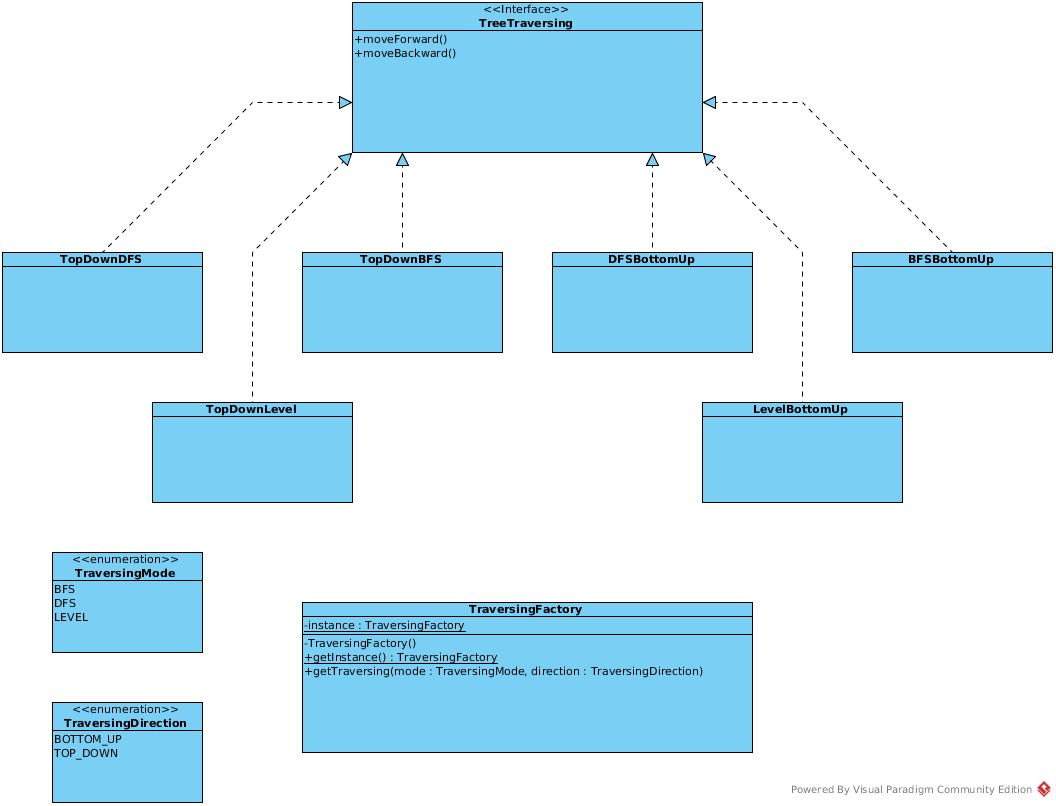 <<Interface>>
TreeTraversing
+moveForward()
+moveBackward()
TopDownDFS
TopDownBFS
DFSBottomUp
BFSBottomUp
TopDownLevel
LevelBottomUp
<<enumeration>>
TraversingMode
BFS
DFS
LEVEL
TraversingFactory
-instance : TraversingFactory
-TraversingFactory()
+getInstance() : TraversingFactory
+getTraversing(mode : TraversingMode, direction : TraversingDirection)
<<enumeration>>
TraversingDirection
BOTTOM_UP
TOP_DOWN
Powered By Visual Paradigm Community Edition